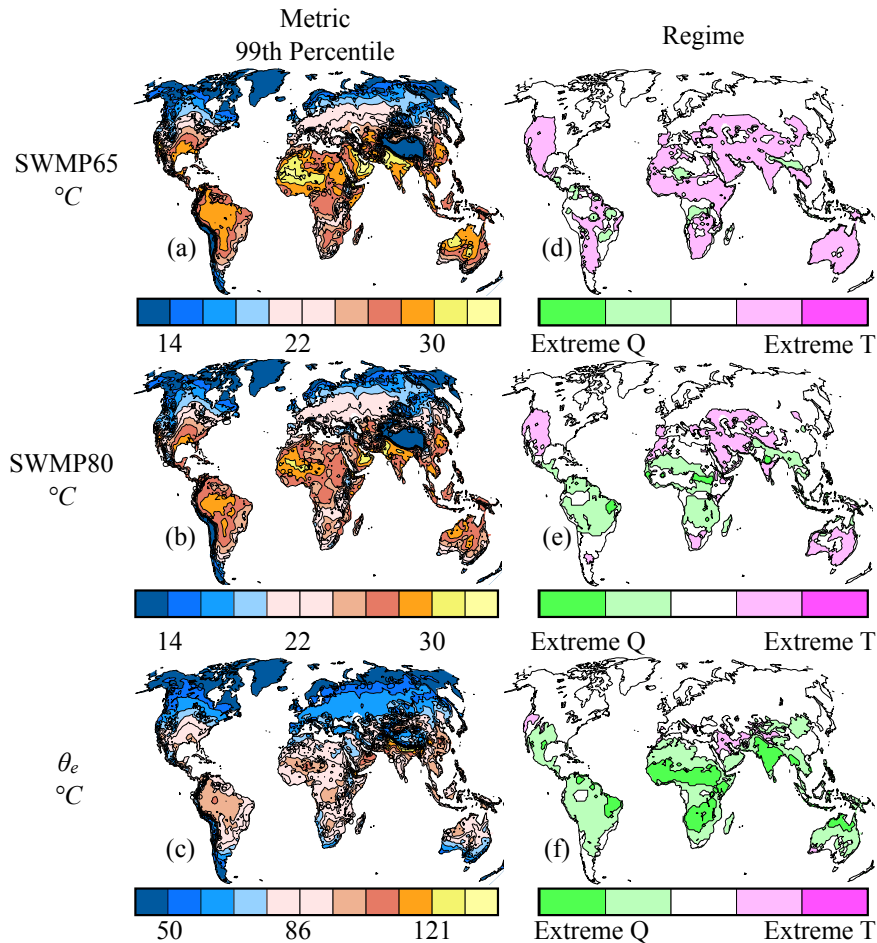 Metric
99th Percentile
Regime
SWMP65
°C
(a)
(d)
14 22 30
Extreme Q Extreme T
SWMP80
°C
(b)
(e)
14 22 30
Extreme Q Extreme T
θe
°C
(c)
(f)
50 86 121
Extreme Q Extreme T